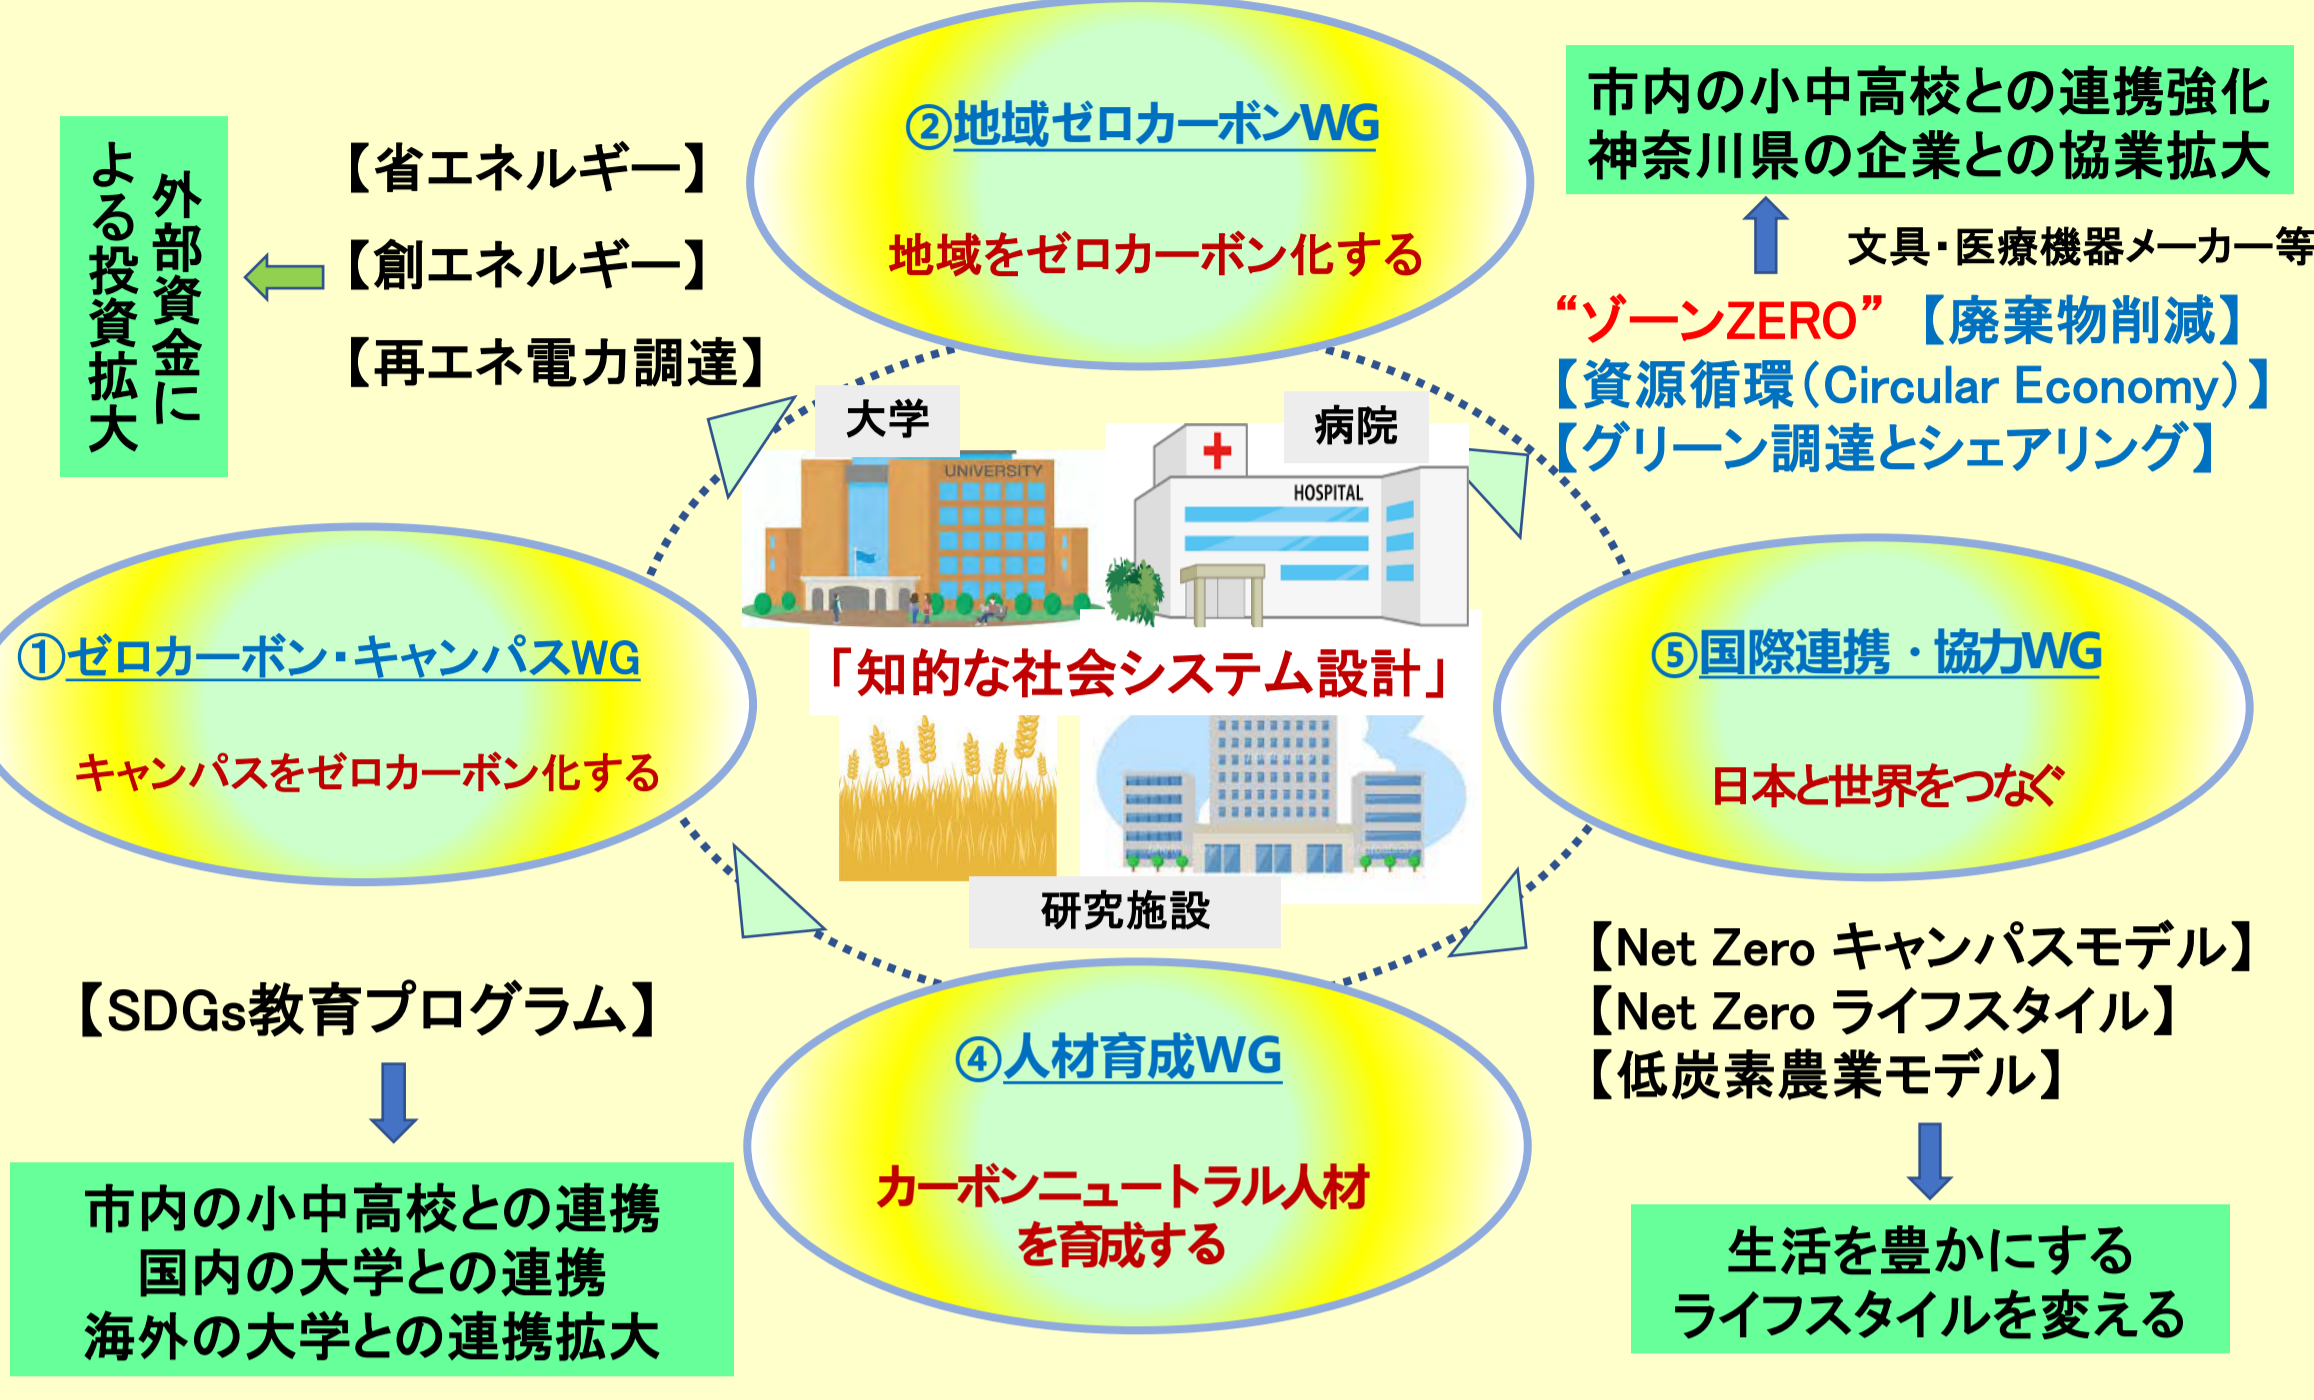 ②地域ゼロカーボンWG
地域をゼロカーボン化する
外部資金に
よる投資拡大
【省エネルギー】
【創エネルギー】
【再エネ電力調達】
市内の小中高校との連携強化
神奈川県の企業との協業拡大
文具・医療機器メーカー等
“ゾーンZERO”【廃棄物削減】
【資源循環（Circular Economy）】
【グリーン調達とシェアリング】
大学
UNIVERSITY
病院
HOSPITAL
①ゼロカーボン・キャンパスWG
キャンパスをゼロカーボン化する
「知的な社会システム設計」
⑤国際連携・協力WG
日本と世界をつなぐ
研究施設
【SDGs教育プログラム】
市内の小中高校との連携
国内の大学との連携
海外の大学との連携拡大
④人材育成WG
カーボンニュートラル人材
を育成する
【Net Zero キャンパスモデル】
【Net Zero ライフスタイル】
【低炭素農業モデル】
生活を豊かにする
ライフスタイルを変える